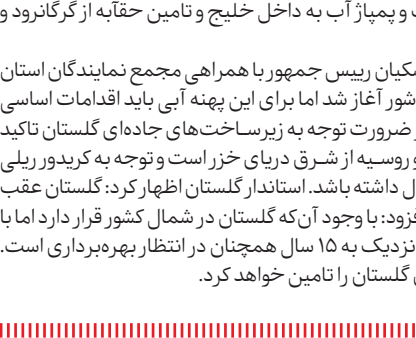 و پمپاژ آب به داخل خلیج و تامین حقآبه از گرگانرود و
رییس جمهور با همراهی مجمع نمایندگان استان
آغاز شد اما برای این پهنه آبی باید اقدامات اساسی
ضرورت توجه به زیرساخت‌های جاده‌ای گلستان تاکید
و روسیه از شرق دریای خزر است و توجه به کریدور ریلی
داشته باشد. استاندار گلستان اظهار کرد: گلستان عقب
با وجود آن‌که گلستان در شمال کشور قرار دارد اما با
نزدیک به ۱۵ سال همچنان در انتظار بهره‌برداری است.
گلستان را تامین خواهد کرد.